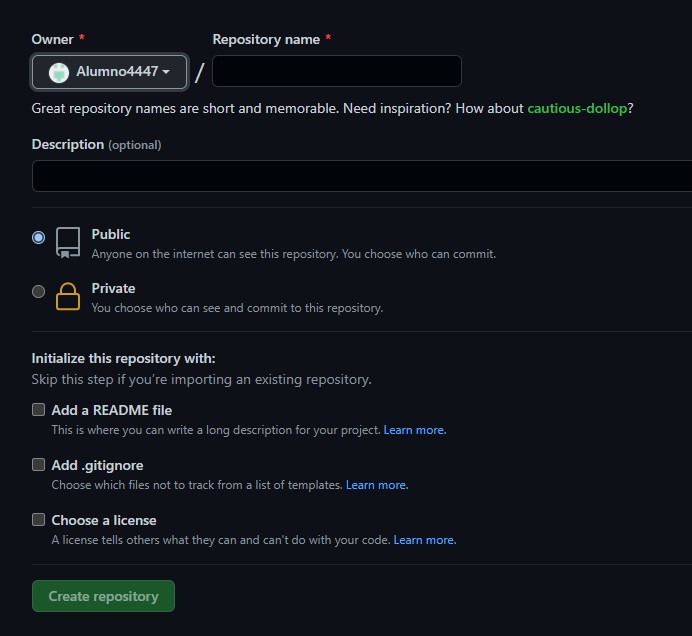 Owner * Repository name *
Alumno4447 /
Great repository names are short and memorable. Need inspiration? How about cautious-dollop?
Description (optional)
Public
Anyone on the internet can see this repository. You choose who can commit.
Private
You choose who can see and commit to this repository.
Initialize this repository with:
Skip this step if you're importing an existing repository.
Add a README file
This is where you can write a long description for your project. Learn more.
Add .gitignore
Choose which files not to track from a list of templates. Learn more.
Choose a license
A license tells others what they can and can't do with your code. Learn more.
Create repository